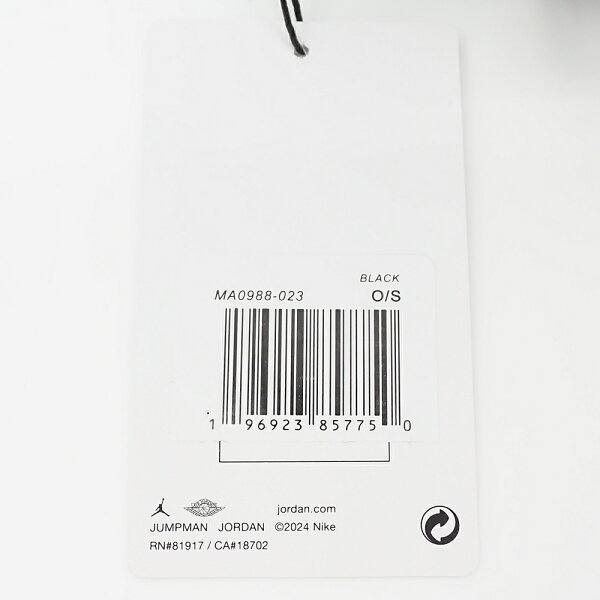 BLACK
MA0988-023 O/S
1 96923 85775 0
jordan.com
JUMPMAN JORDAN ©2024 Nike
RN#81917 / CA#18702